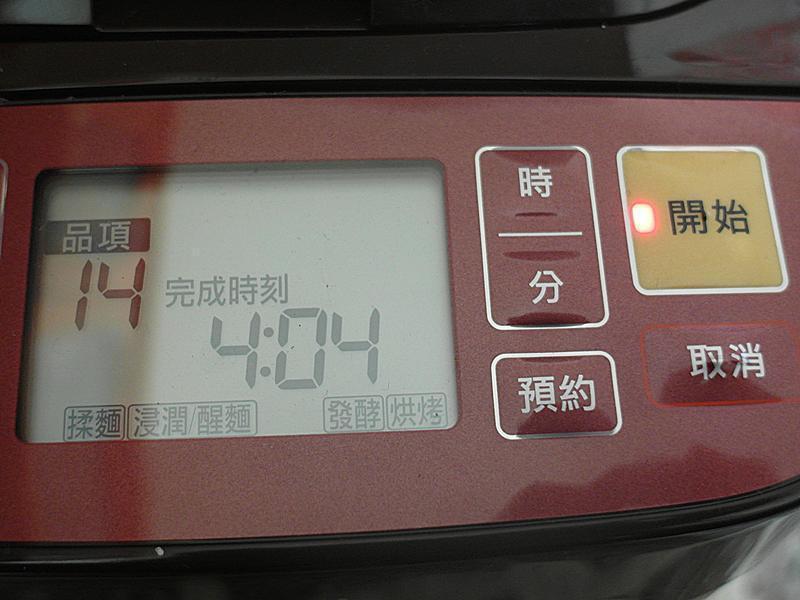 品項
14
完成時刻
4:04
揉麵 浸潤/醒麵 發酵 烘烤
時
分
預約
開始
取消